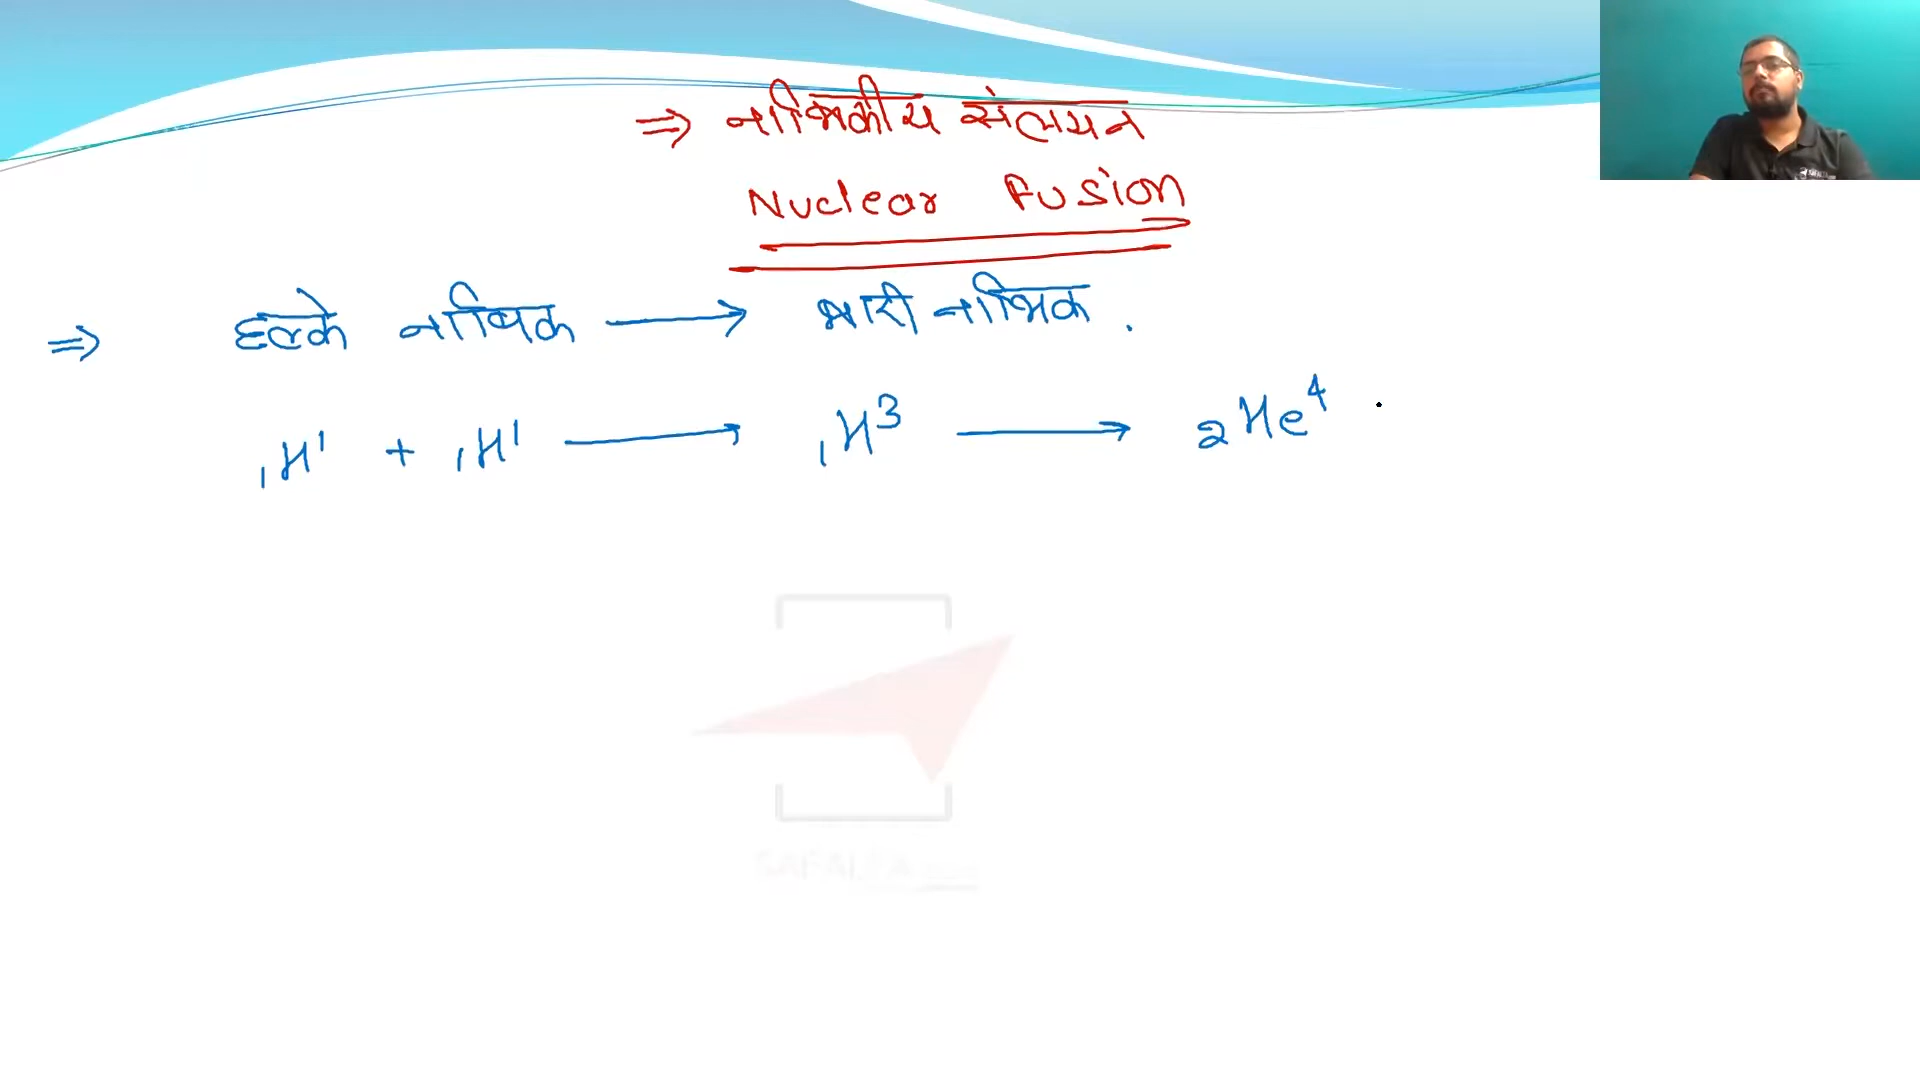 ⇒ नाभिकीय संलयन
Nuclear Fusion
⇒ हल्के नाभिक ⟶ भारी नाभिक .
₁H¹ + ₁H¹ ⟶ ₁H³ ⟶ ₂He⁴